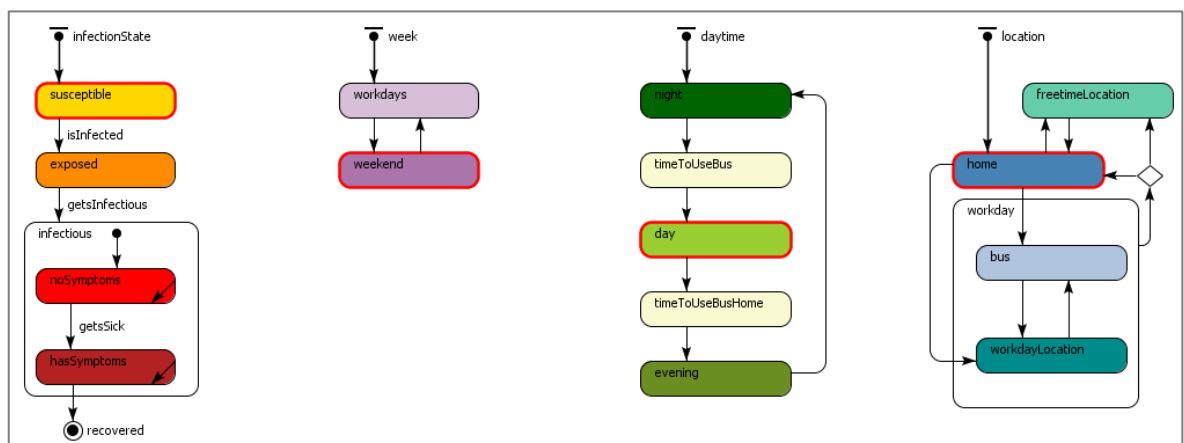 infectionState
susceptible
isInfected
exposed
getsInfectious
infectious
noSymptoms
getsSick
hasSymptoms
recovered
week
workdays
weekend
daytime
night
timeToUseBus
day
timeToUseBusHome
evening
location
freetimeLocation
home
workday
bus
workdayLocation